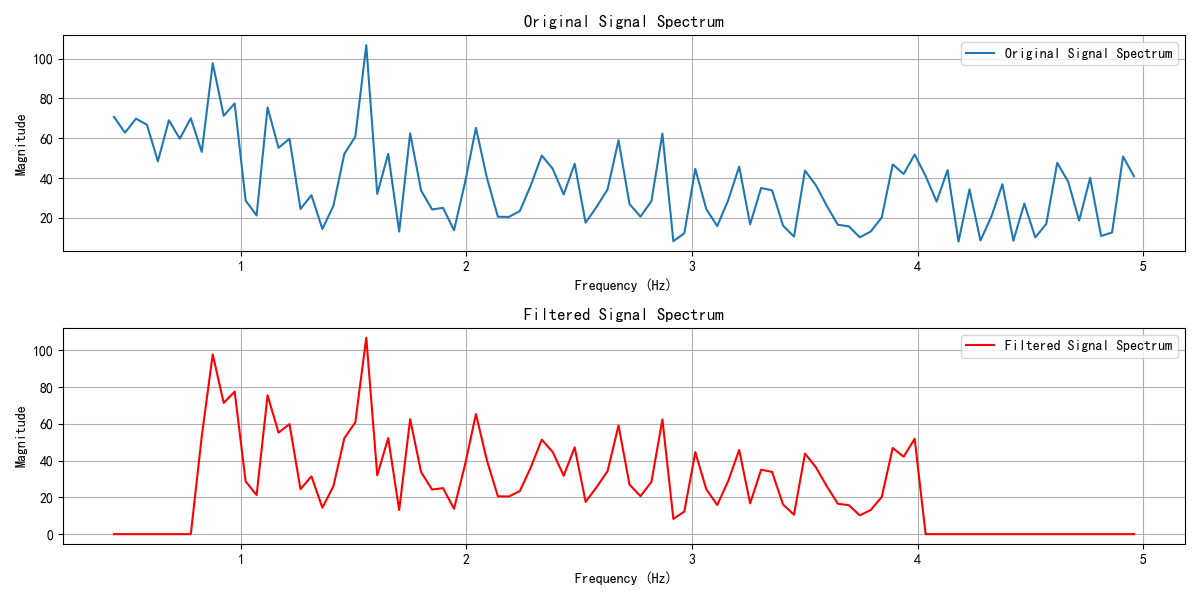 Original Signal Spectrum
Original Signal Spectrum
Magnitude
100
80
60
40
20
1 2 3 4 5
Frequency (Hz)
Filtered Signal Spectrum
Filtered Signal Spectrum
Magnitude
100
80
60
40
20
0
1 2 3 4 5
Frequency (Hz)